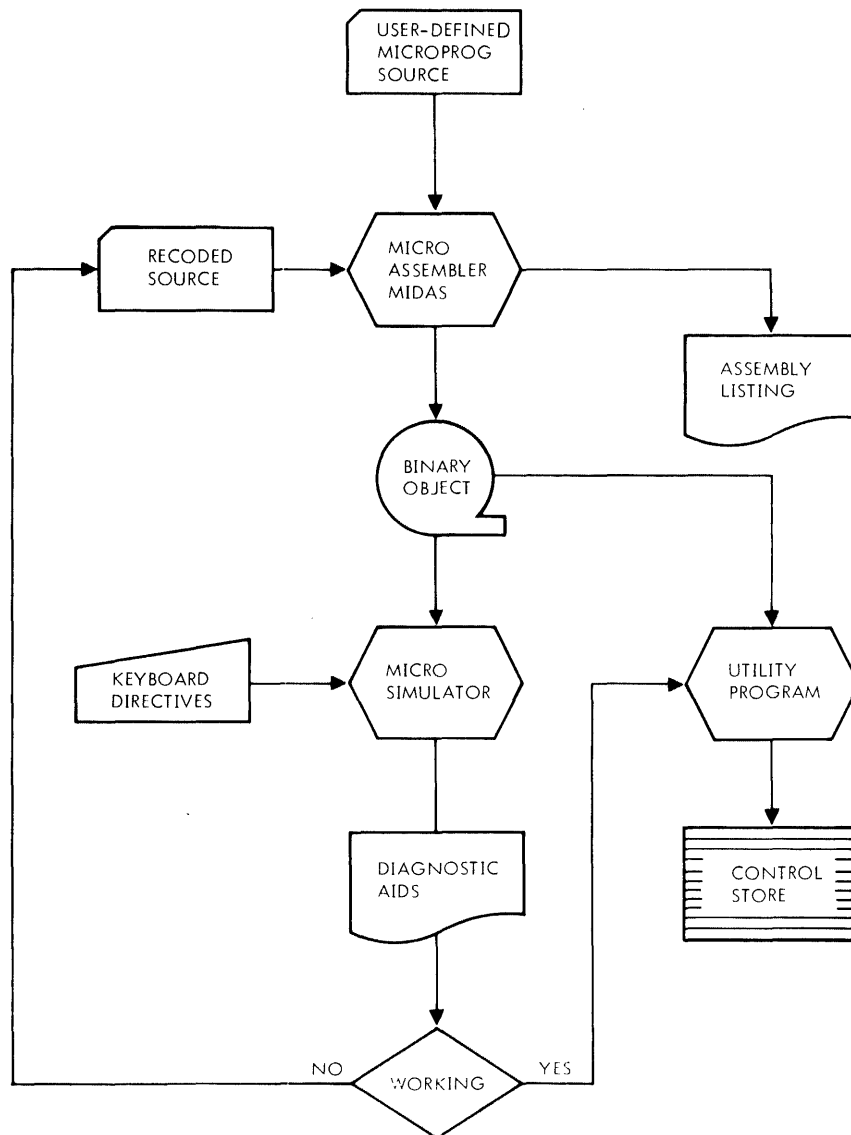 USER-DEFINED
MICROPROG
SOURCE
RECODED
SOURCE
MICRO
ASSEMBLER
MIDAS
ASSEMBLY
LISTING
BINARY
OBJECT
KEYBOARD
DIRECTIVES
MICRO
SIMULATOR
UTILITY
PROGRAM
DIAGNOSTIC
AIDS
CONTROL
STORE
NO
WORKING
YES